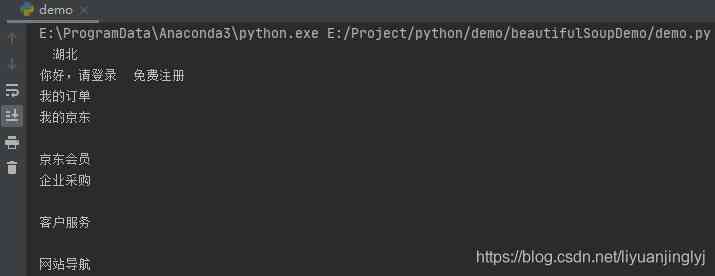 demo
E:\ProgramData\Anaconda3\python.exe E:/Project/python/demo/beautifulSoupDemo/demo.py
湖北
你好，请登录  免费注册
我的订单
我的京东
京东会员
企业采购
客户服务
网站导航
https://blog.csdn.net/liyuanjinglyj